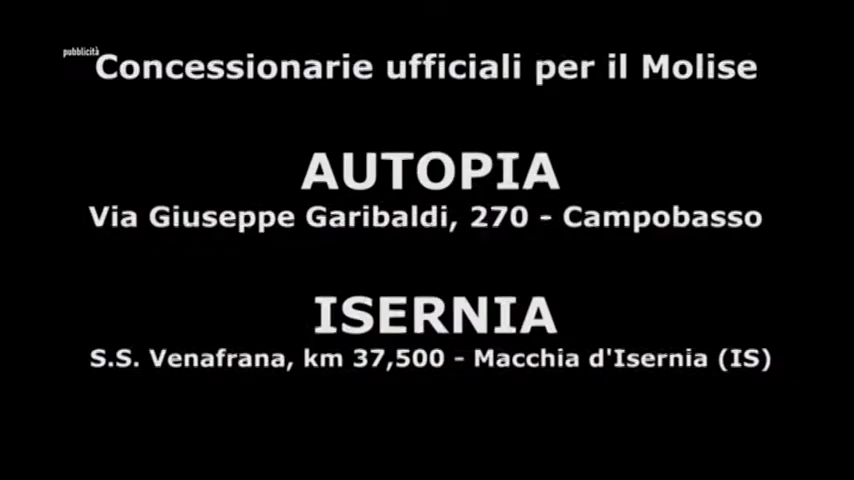 pubblicità
Concessionarie ufficiali per il Molise
AUTOPIA
Via Giuseppe Garibaldi, 270 - Campobasso
ISERNIA
S.S. Venafrana, km 37,500 - Macchia d'Isernia (IS)